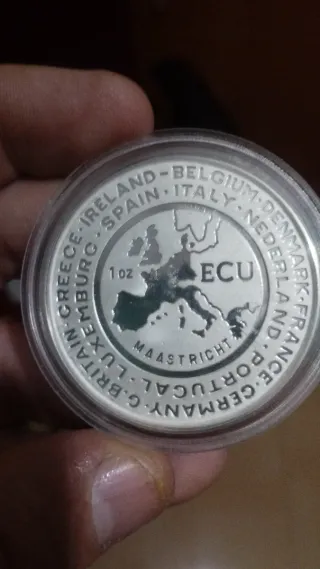 GREECE·IRELAND-BELGIUM·DENMARK·FRANCE·GERMANY·G·BRITAIN·
LUXEMBURG·SPAIN·ITALY·NEDERLAND·PORTUGAL·
1 oz ECU
MAASTRICHT